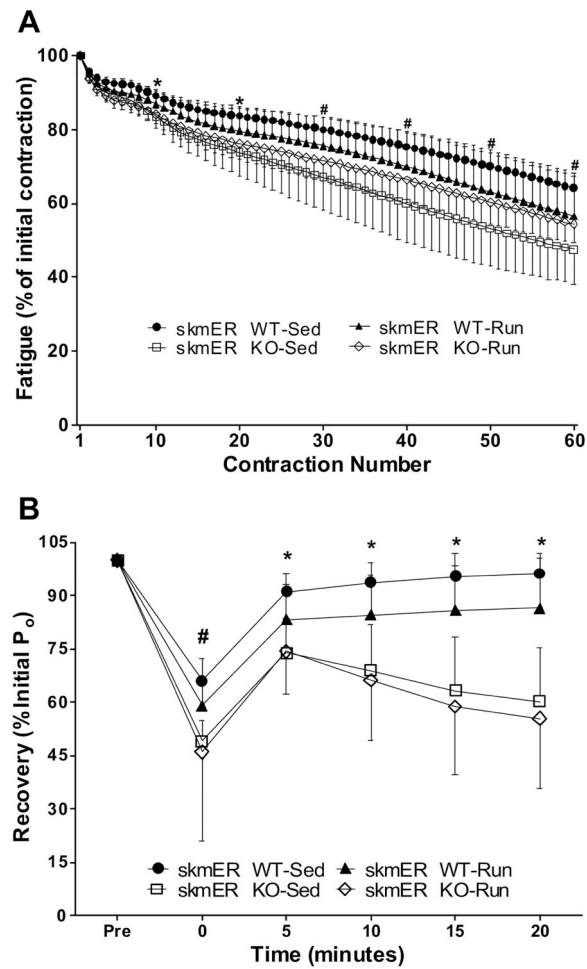 A
Fatigue (% of initial contraction)
100
80
60
40
20
0
* * # # # #
skmER WT-Sed
skmER WT-Run
skmER KO-Sed
skmER KO-Run
1 10 20 30 40 50 60
Contraction Number
B
Recovery (% Initial Po)
105
90
75
60
45
30
15
0
# * * * *
skmER WT-Sed
skmER WT-Run
skmER KO-Sed
skmER KO-Run
Pre 0 5 10 15 20
Time (minutes)